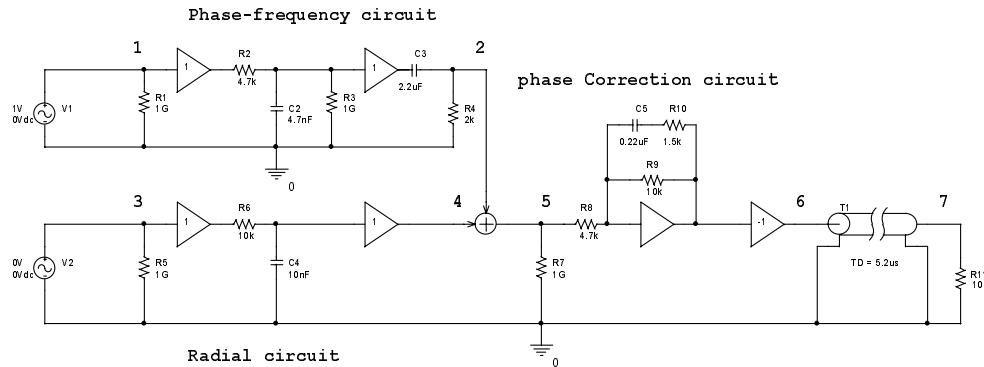 Phase-frequency circuit
1
R2
C3
2
1
1
4.7k
2.2uF
phase Correction circuit
1V
0Vdc
V1
R1
1G
C2
4.7nF
R3
1G
R4
2k
C5
R10
0.22uF
1.5k
R9
10k
0
3
R6
4
5
6
7
1
10k
1
R8
4.7k
-1
T1
0V
0Vdc
V2
R5
1G
C4
10nF
R7
1G
TD = 5.2us
10
0
Radial circuit